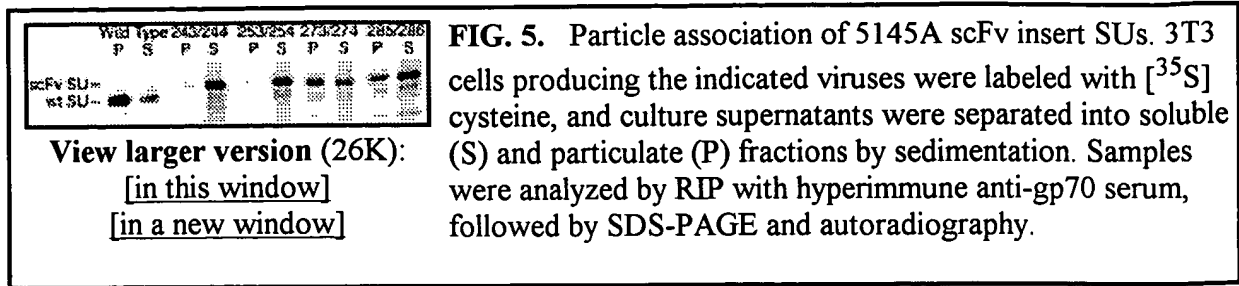 Wild Type 243/244 253/254 273/274 285/286
P S P S P S P S P S
scFv SU
wt SU
View larger version (26K):
[in this window]
[in a new window]
FIG. 5. Particle association of 5145A scFv insert SUs. 3T3
cells producing the indicated viruses were labeled with [³⁵S]
cysteine, and culture supernatants were separated into soluble
(S) and particulate (P) fractions by sedimentation. Samples
were analyzed by RIP with hyperimmune anti-gp70 serum,
followed by SDS-PAGE and autoradiography.